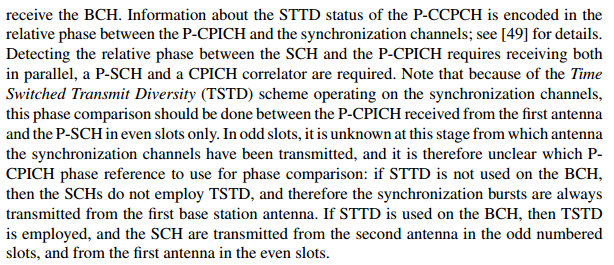 receive the BCH. Information about the STTD status of the P-CCPCH is encoded in the
relative phase between the P-CPICH and the synchronization channels; see [49] for details.
Detecting the relative phase between the SCH and the P-CPICH requires receiving both
in parallel, a P-SCH and a CPICH correlator are required. Note that because of the Time
Switched Transmit Diversity (TSTD) scheme operating on the synchronization channels,
this phase comparison should be done between the P-CPICH received from the first antenna
and the P-SCH in even slots only. In odd slots, it is unknown at this stage from which antenna
the synchronization channels have been transmitted, and it is therefore unclear which P-
CPICH phase reference to use for phase comparison: if STTD is not used on the BCH,
then the SCHs do not employ TSTD, and therefore the synchronization bursts are always
transmitted from the first base station antenna. If STTD is used on the BCH, then TSTD
is employed, and the SCH are transmitted from the second antenna in the odd numbered
slots, and from the first antenna in the even slots.